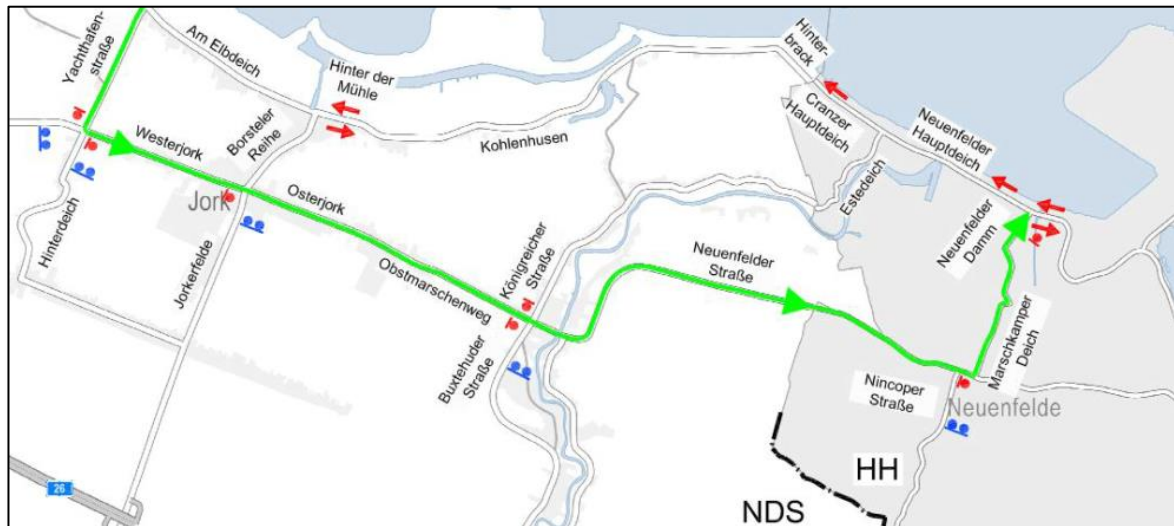 Yachthafen-
straße
Am Elbdeich
Hinter der
Mühle
Hinter-
brack
Cranzer
Hauptdeich
Neuenfelder
Hauptdeich
Westerjork
Borsteler
Reihe
Kohlenhusen
Estedeich
Jork
Osterjork
Hinterdeich
Jorkerfelde
Obstmarschenweg
Königreicher
Straße
Neuenfelder
Straße
Neuenfelder
Damm
Buxtehuder
Straße
Marschkamper
Deich
Nincoper
Straße
Neuenfelde
HH
NDS
26